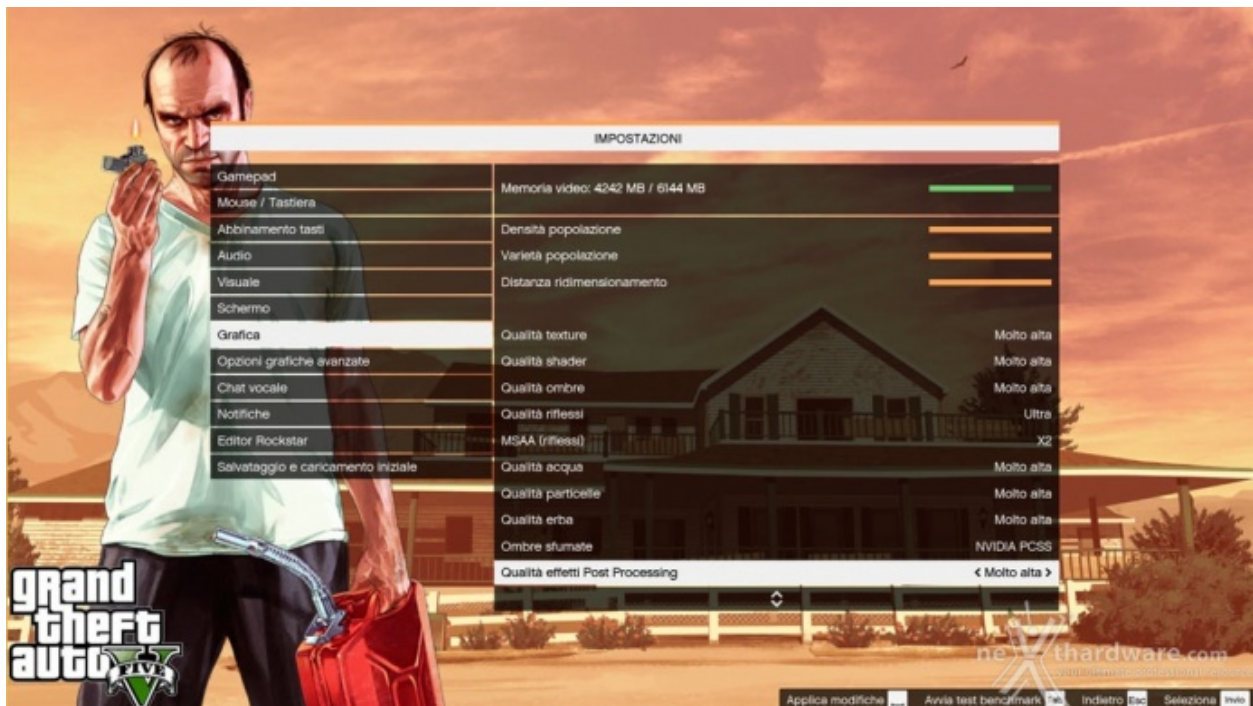 IMPOSTAZIONI
Gamepad
Mouse / Tastiera
Abbinamento tasti
Audio
Visuale
Schermo
Grafica
Opzioni grafiche avanzate
Chat vocale
Notifiche
Editor Rockstar
Salvataggio e caricamento iniziale
Memoria video: 4242 MB / 6144 MB
Densità popolazione
Varietà popolazione
Distanza ridimensionamento
Qualità texture Molto alta
Qualità shader Molto alta
Qualità ombre Molto alta
Qualità riflessi Ultra
MSAA (riflessi) X2
Qualità acqua Molto alta
Qualità particelle Molto alta
Qualità erba Molto alta
Ombre sfumate NVIDIA PCSS
Qualità effetti Post Processing < Molto alta >
grand
theft
auto V
FIVE
nexthardware.com
Applica modifiche Avvia test benchmark Tab Indietro Esc Seleziona Invio